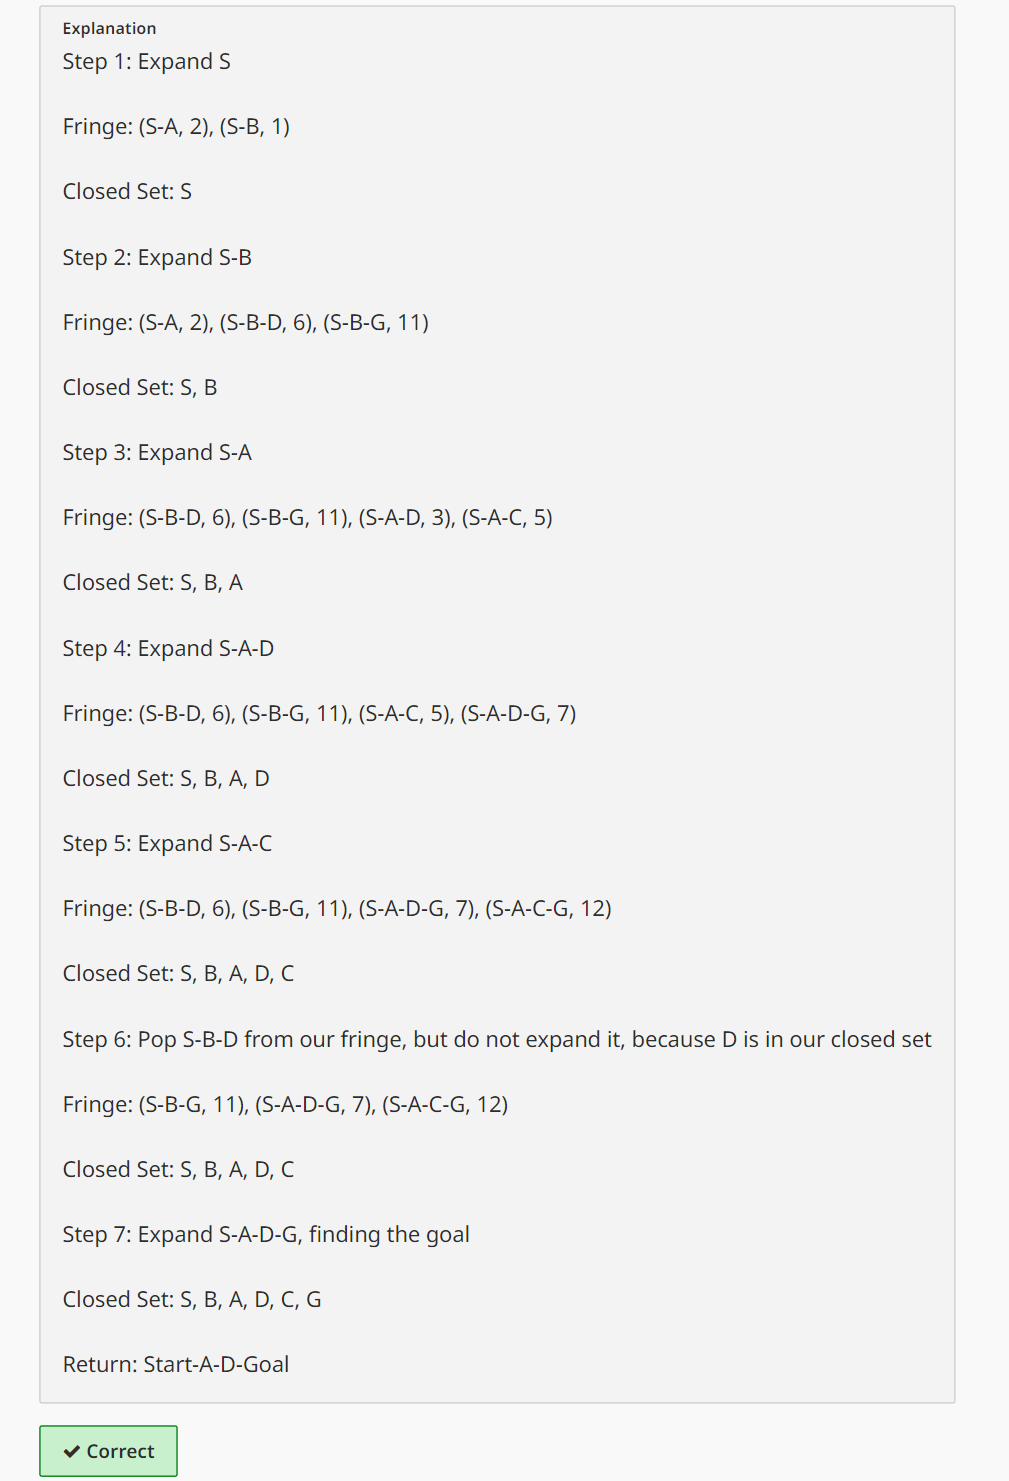 Explanation
Step 1: Expand S
Fringe: (S-A, 2), (S-B, 1)
Closed Set: S
Step 2: Expand S-B
Fringe: (S-A, 2), (S-B-D, 6), (S-B-G, 11)
Closed Set: S, B
Step 3: Expand S-A
Fringe: (S-B-D, 6), (S-B-G, 11), (S-A-D, 3), (S-A-C, 5)
Closed Set: S, B, A
Step 4: Expand S-A-D
Fringe: (S-B-D, 6), (S-B-G, 11), (S-A-C, 5), (S-A-D-G, 7)
Closed Set: S, B, A, D
Step 5: Expand S-A-C
Fringe: (S-B-D, 6), (S-B-G, 11), (S-A-D-G, 7), (S-A-C-G, 12)
Closed Set: S, B, A, D, C
Step 6: Pop S-B-D from our fringe, but do not expand it, because D is in our closed set
Fringe: (S-B-G, 11), (S-A-D-G, 7), (S-A-C-G, 12)
Closed Set: S, B, A, D, C
Step 7: Expand S-A-D-G, finding the goal
Closed Set: S, B, A, D, C, G
Return: Start-A-D-Goal
✔ Correct